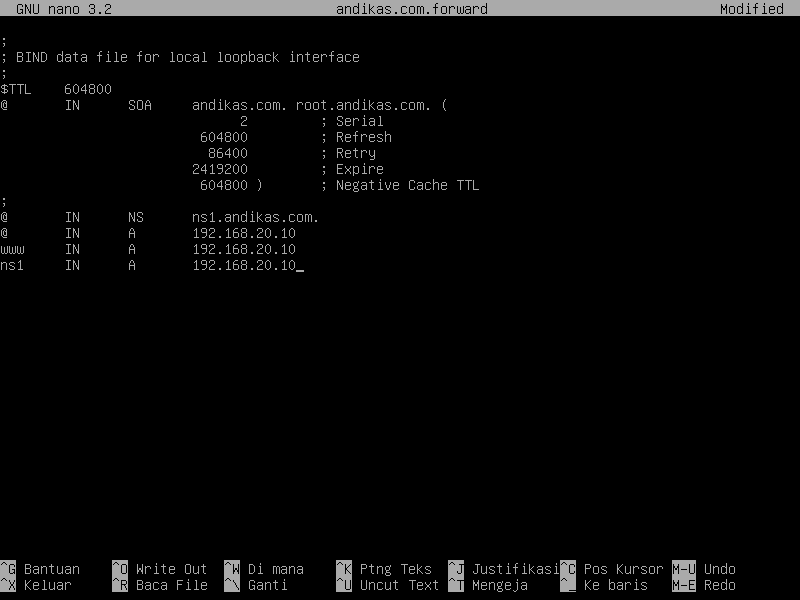 GNU nano 3.2 andikas.com.forward Modified
;
; BIND data file for local loopback interface
;
$TTL 604800
@ IN SOA andikas.com. root.andikas.com. (
2 ; Serial
604800 ; Refresh
86400 ; Retry
2419200 ; Expire
604800 ) ; Negative Cache TTL
;
@ IN NS ns1.andikas.com.
@ IN A 192.168.20.10
www IN A 192.168.20.10
ns1 IN A 192.168.20.10_
^G Bantuan ^O Write Out ^W Di mana ^K Ptng Teks ^J Justifikasi ^C Pos Kursor M-U Undo
^X Keluar ^R Baca File ^\ Ganti ^U Uncut Text ^T Mengeja ^_ Ke baris M-E Redo